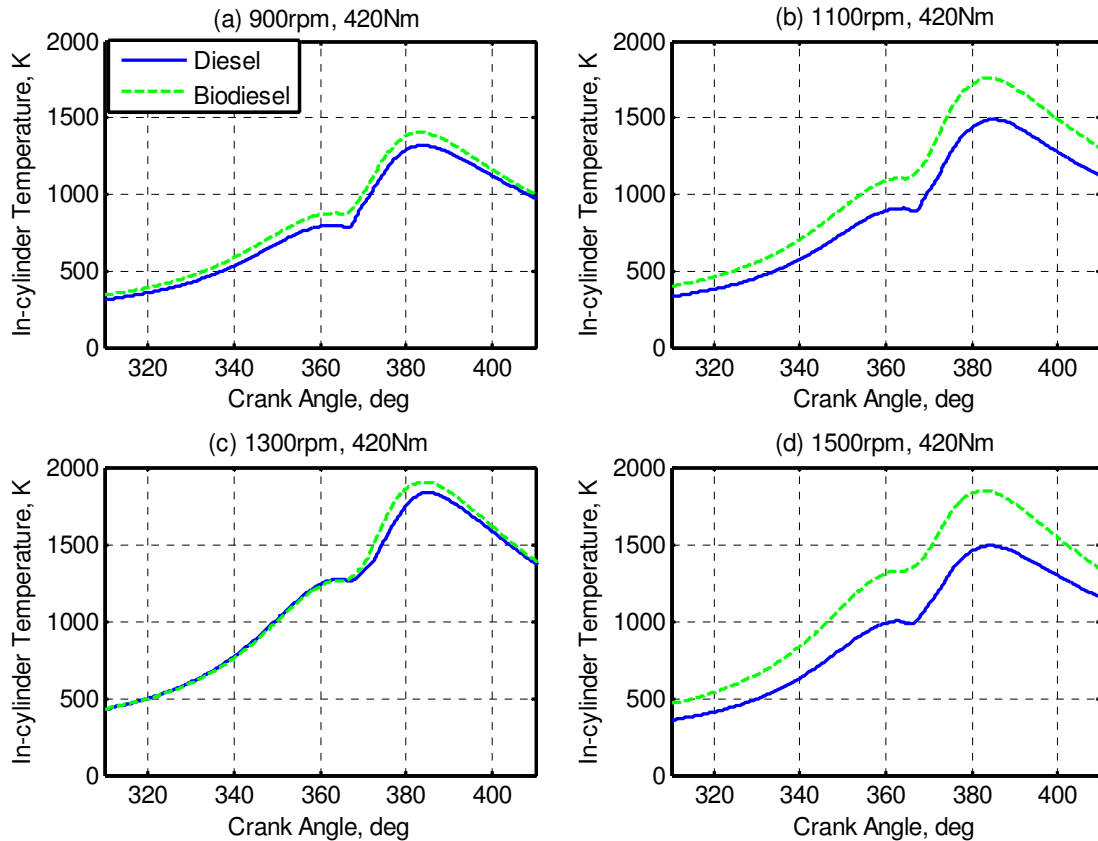 (a) 900rpm, 420Nm
2000
1500
1000
500
0
In-cylinder Temperature, K
Diesel
Biodiesel
320 340 360 380 400
Crank Angle, deg
(b) 1100rpm, 420Nm
2000
1500
1000
500
0
In-cylinder Temperature, K
320 340 360 380 400
Crank Angle, deg
(c) 1300rpm, 420Nm
2000
1500
1000
500
0
In-cylinder Temperature, K
320 340 360 380 400
Crank Angle, deg
(d) 1500rpm, 420Nm
2000
1500
1000
500
0
In-cylinder Temperature, K
320 340 360 380 400
Crank Angle, deg